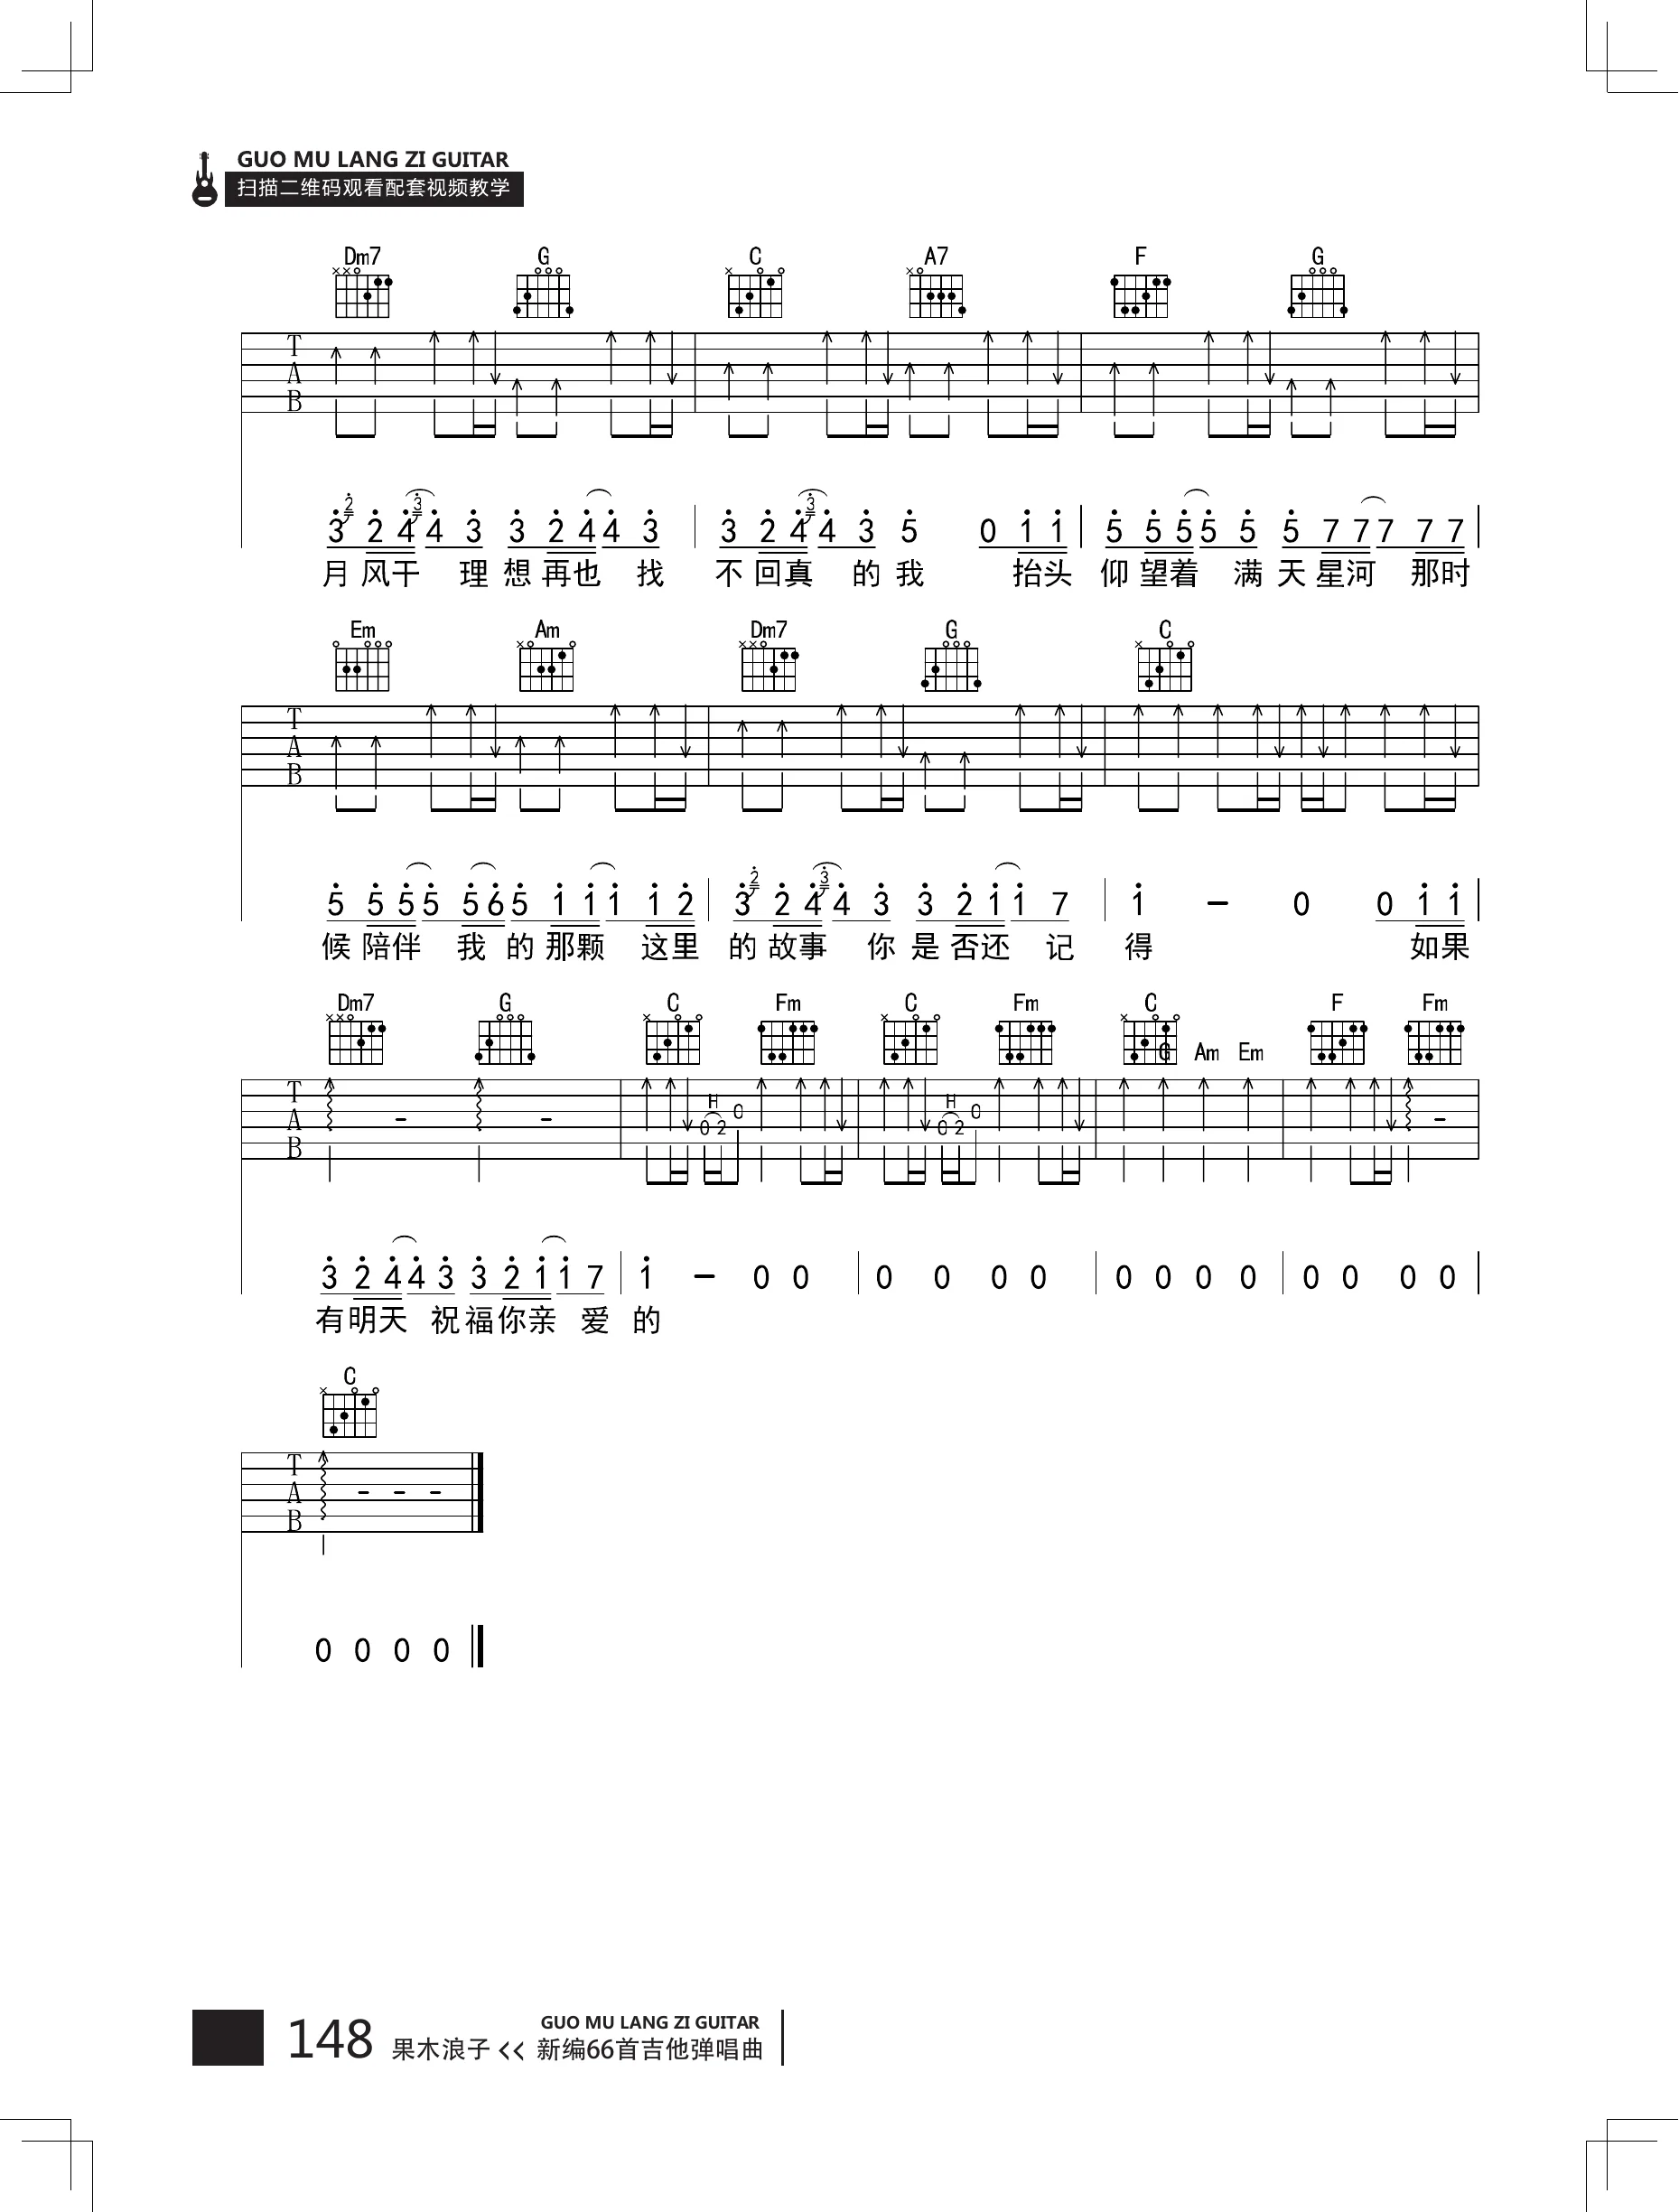 GUO MU LANG ZI GUITAR
扫描二维码观看配套视频教学
Dm7 G C A7 F G
T
A
B
H
3 2 2 4 3 4 3 3 2 4 4 3 3 2 4 3 4 3 5 0 1 1 5 5 5 5 5 5 7 7 7 7 7
月 风干 理 想 再也 找 不 回真 的 我 抬头 仰 望着 满 天 星河 那时
Em Am Dm7 G C
T
A
B
5 5 5 5 5 6 5 1 1 1 1 2 3 2 2 4 3 4 3 3 2 1 1 7 1 – 0 0 1 1
候 陪伴 我 的 那颗 这里 的 故事 你 是 否还 记 得 如果
Dm7 G C Fm C Fm C F Fm
G Am Em
T
A
B
– – H 0 2 0 H 0 2 0 –
3 2 4 4 3 3 2 1 1 7 1 – 0 0 0 0 0 0 0 0 0 0 0 0 0 0
有 明天 祝 福 你亲 爱 的
C
T
A
B
– – –
0 0 0 0
148 果木浪子 << GUO MU LANG ZI GUITAR
新编66首吉他弹唱曲